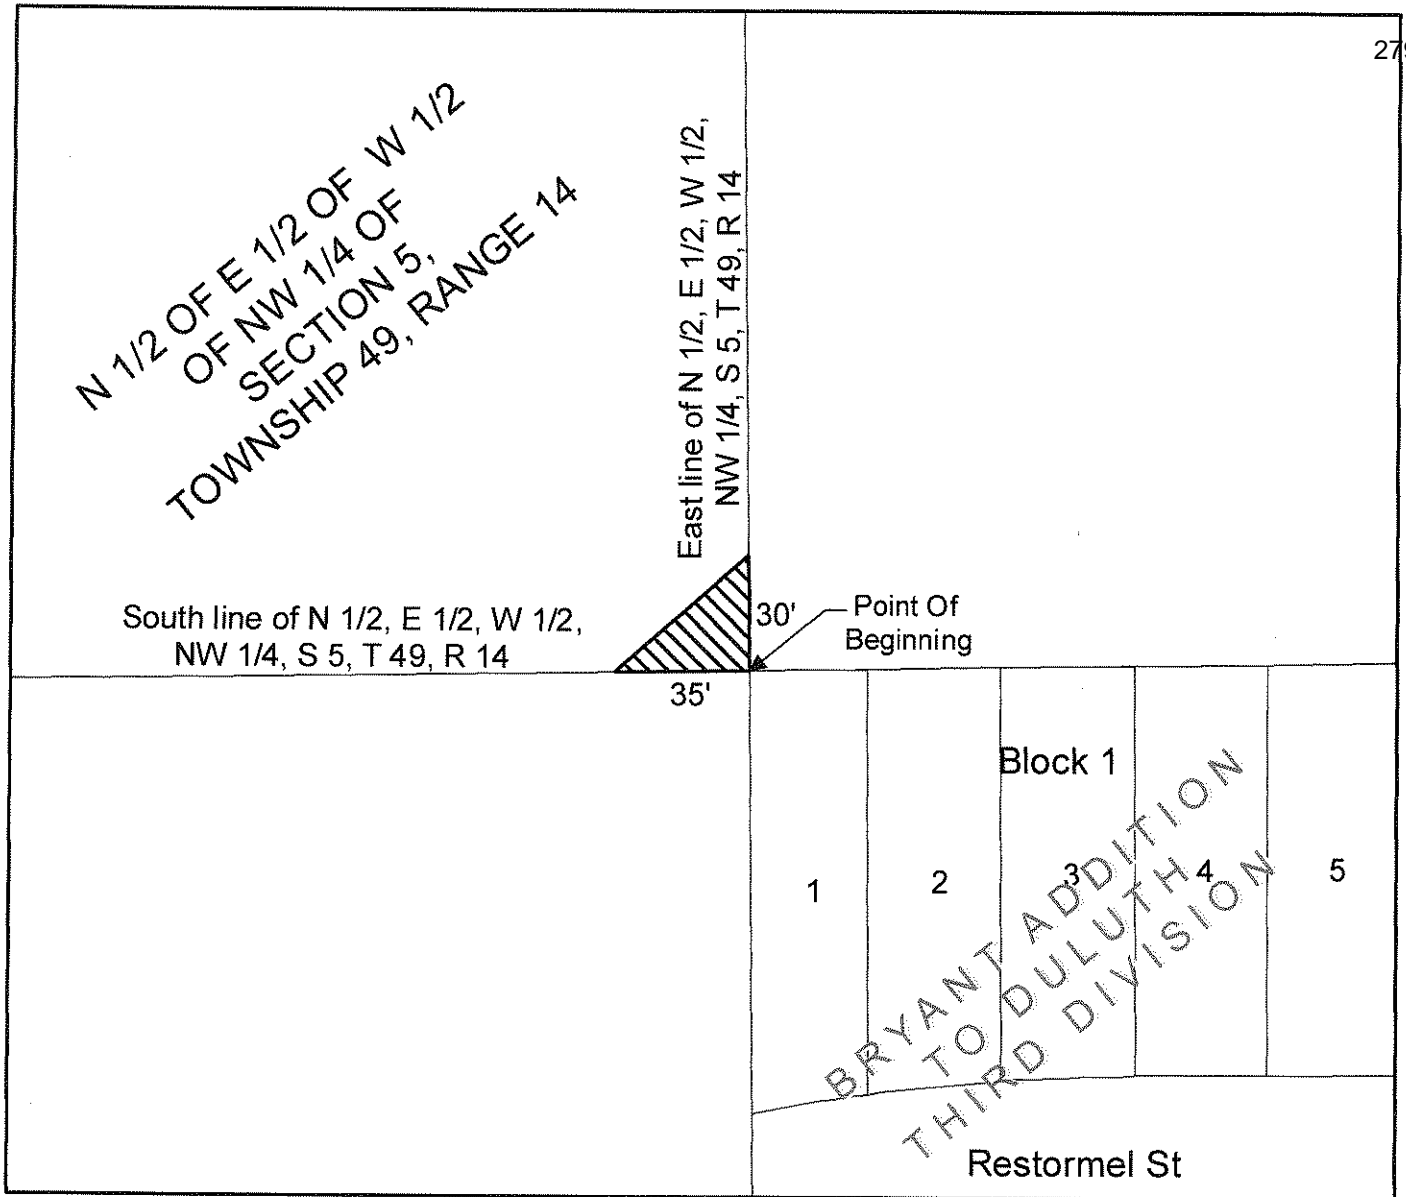 279
N 1/2 OF E 1/2 OF W 1/2
OF NW 1/4 OF
SECTION 5,
TOWNSHIP 49, RANGE 14
East line of N 1/2, E 1/2, W 1/2,
NW 1/4, S 5, T 49, R 14
South line of N 1/2, E 1/2, W 1/2,
NW 1/4, S 5, T 49, R 14
30'
Point Of
Beginning
35'
Block 1
1
2
3
4
5
BRYANT ADDITION
TO DULUTH
THIRD DIVISION
Restormel St